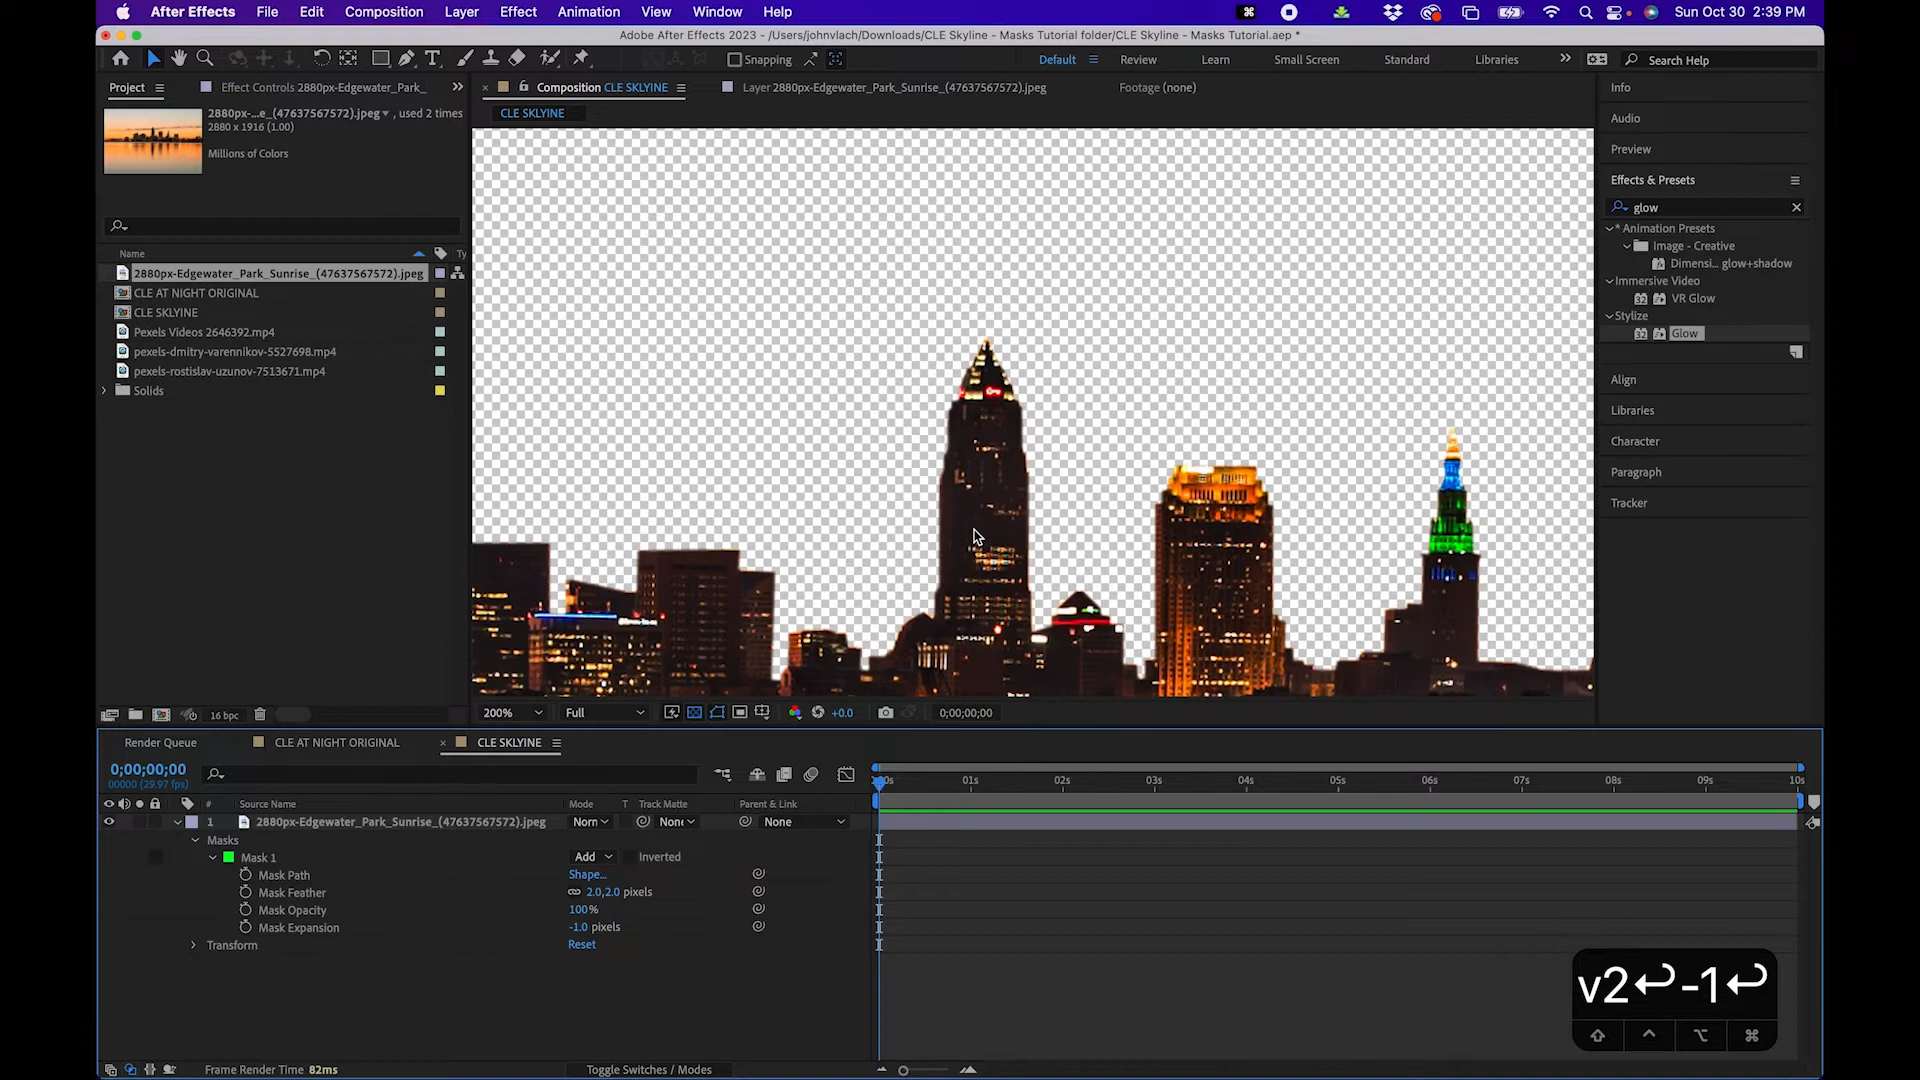 After Effects File Edit Composition Layer Effect Animation View Window Help Sun Oct 30 2:39 PM
Adobe After Effects 2023 - /Users/johnvlach/Downloads/CLE Skyline - Masks Tutorial folder/CLE Skyline - Masks Tutorial.aep *
Snapping Default Review Learn Small Screen Standard Libraries Search Help
Project Effect Controls 2880px-Edgewater_Park_ Composition CLE SKLYINE Layer 2880px-Edgewater_Park_Sunrise_(47637567572).jpeg Footage (none) Info
CLE SKLYINE
2880px-...e_(47637567572).jpeg , used 2 times
2880 x 1916 (1.00)
Millions of Colors
Audio
Preview
Effects & Presets
glow
* Animation Presets
Image - Creative
Dimensi... glow+shadow
Immersive Video
VR Glow
Stylize
Glow
Align
Libraries
Character
Paragraph
Tracker
Name Ty
2880px-Edgewater_Park_Sunrise_(47637567572).jpeg
CLE AT NIGHT ORIGINAL
CLE SKLYINE
Pexels Videos 2646392.mp4
pexels-dmitry-varennikov-5527698.mp4
pexels-rostislav-uzunov-7513671.mp4
Solids
16 bpc 200% Full +0.0 0;00;00;00
Render Queue CLE AT NIGHT ORIGINAL CLE SKLYINE
0;00;00;00
00000 (29.97 fps)
0s 01s 02s 03s 04s 05s 06s 07s 08s 09s 10s
# Source Name Mode T Track Matte Parent & Link
1 2880px-Edgewater_Park_Sunrise_(47637567572).jpeg Norn None None
Masks
Mask 1 Add Inverted
Mask Path Shape...
Mask Feather 2.0,2.0 pixels
Mask Opacity 100%
Mask Expansion -1.0 pixels
Transform Reset
v2↩-1↩
Frame Render Time 82ms Toggle Switches / Modes